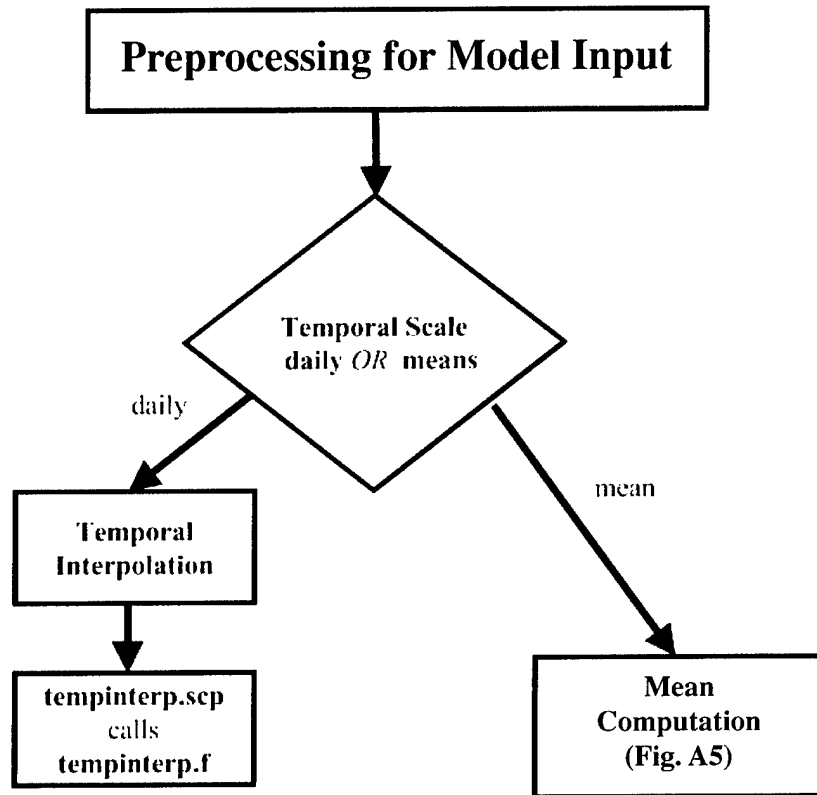 Preprocessing for Model Input
Temporal Scale
daily OR means
daily
mean
Temporal
Interpolation
tempinterp.scp
calls
tempinterp.f
Mean
Computation
(Fig. A5)